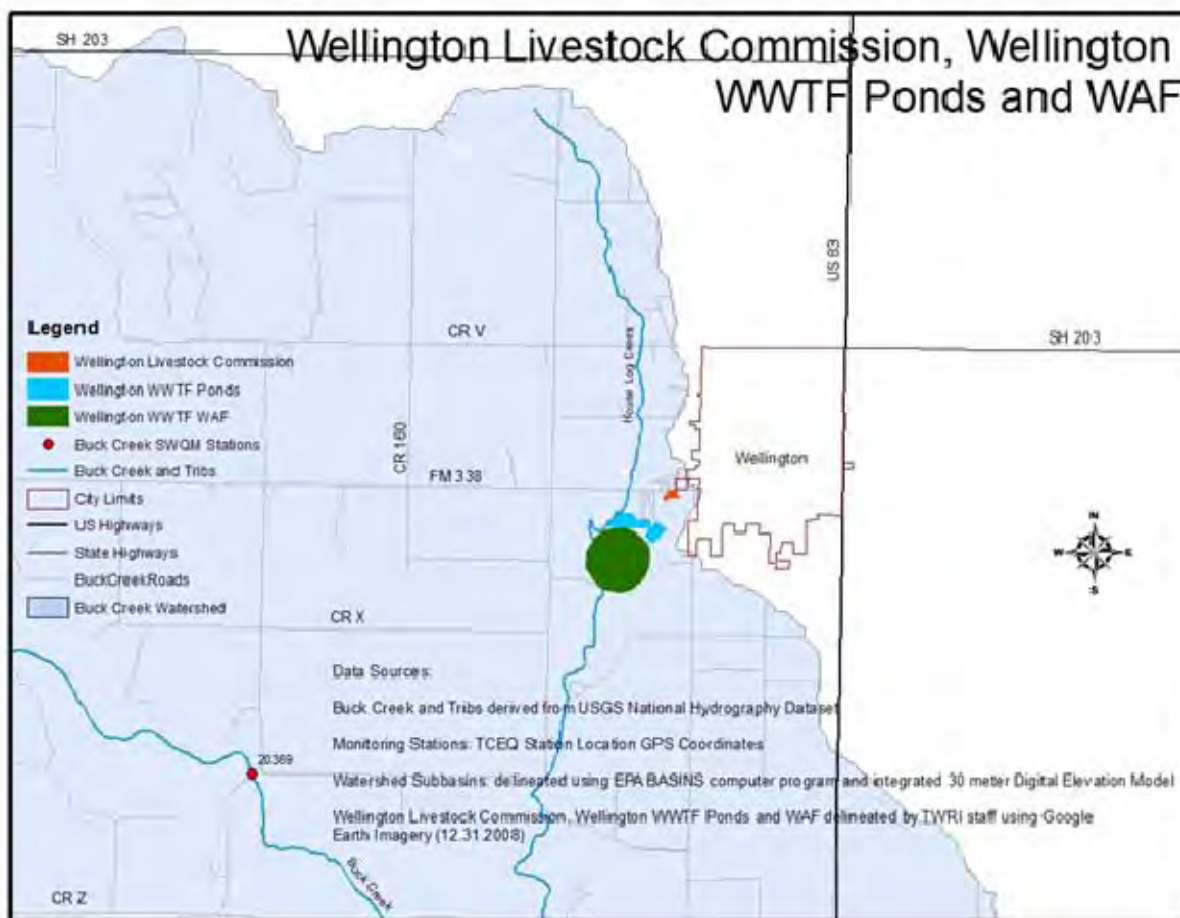 SH 203
Wellington Livestock Commission, Wellington
WWTF Ponds and WAF
US 83
SH 203
CR V
House Log Creek
Legend
Wellington Livestock Commission
Wellington WWTF Ponds
Wellington WWTF WAF
Buck Creek SWQM Stations
Buck Creek and Tribs
City Limits
US Highways
State Highways
BuckCreekRoads
Buck Creek Watershed
CR 160
FM 338
Wellington
N
W
E
S
CR X
Data Sources:
Buck Creek and Tribs derived from USGS National Hydrography Dataset
Monitoring Stations: TCEQ Station Location GPS Coordinates
20369
Watershed Subbasins: delineated using EPA BASINS computer program and integrated 30 meter Digital Elevation Model
Wellington Livestock Commission, Wellington WWTF Ponds and WAF delineated by TWRI staff using Google
Earth Imagery (12.31.2008)
Buck Creek
CR Z